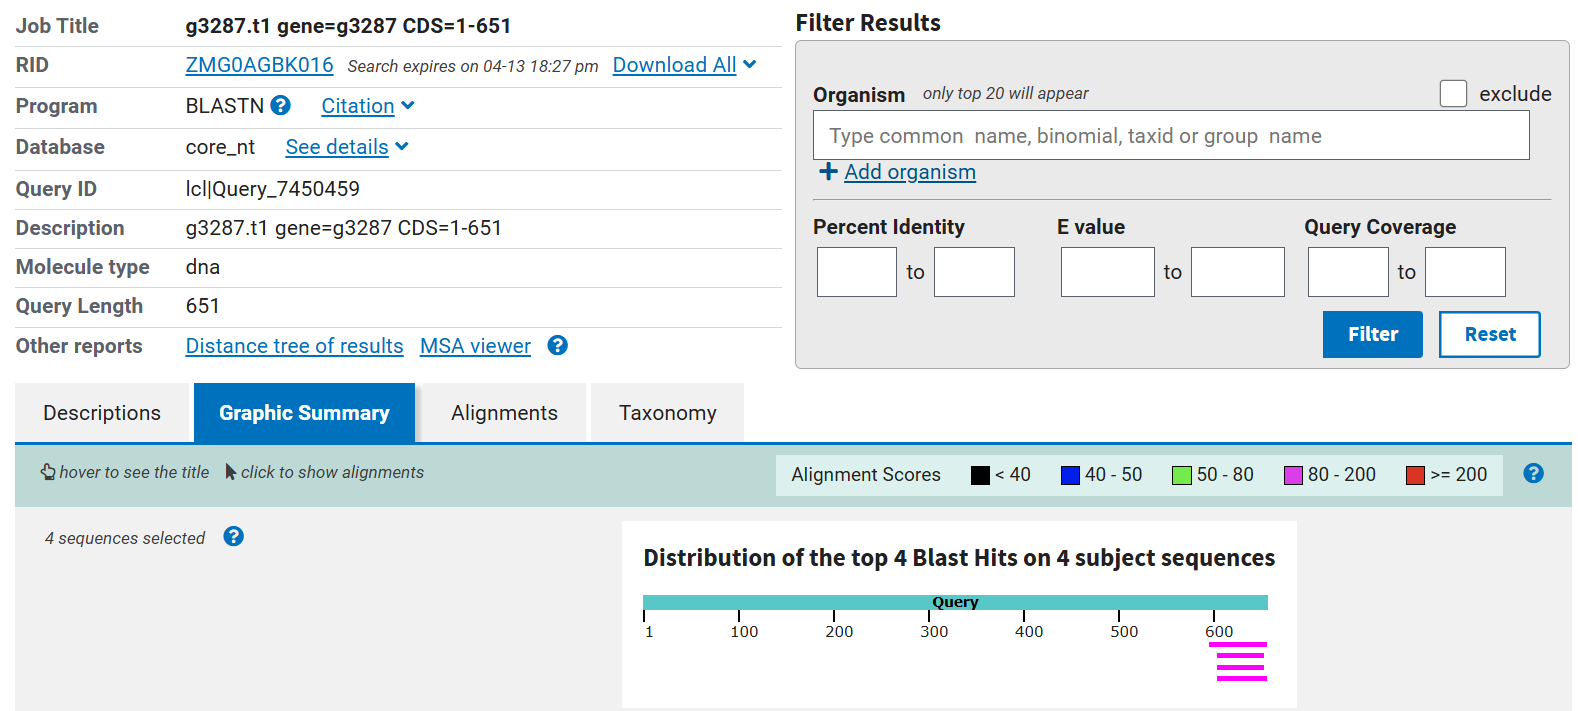 Job Title g3287.t1 gene=g3287 CDS=1-651
RID ZMG0AGBK016 Search expires on 04-13 18:27 pm Download All
Program BLASTN ? Citation
Database core_nt See details
Query ID lcl|Query_7450459
Description g3287.t1 gene=g3287 CDS=1-651
Molecule type dna
Query Length 651
Other reports Distance tree of results MSA viewer ?
Filter Results
Organism only top 20 will appear exclude
Type common name, binomial, taxid or group name
+ Add organism
Percent Identity E value Query Coverage
to to to
Filter Reset
Descriptions Graphic Summary Alignments Taxonomy
hover to see the title click to show alignments Alignment Scores < 40 40 - 50 50 - 80 80 - 200 >= 200 ?
4 sequences selected ?
Distribution of the top 4 Blast Hits on 4 subject sequences
Query
1 100 200 300 400 500 600